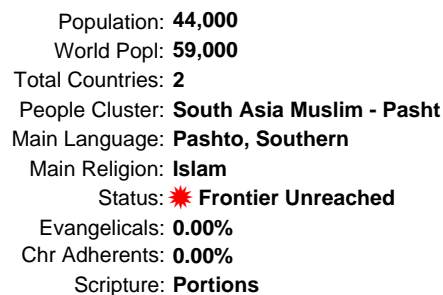 Population: 44,000
World Popl: 59,000
Total Countries: 2
People Cluster: South Asia Muslim - Pasht
Main Language: Pashto, Southern
Main Religion: Islam
Status: Frontier Unreached
Evangelicals: 0.00%
Chr Adherents: 0.00%
Scripture: Portions